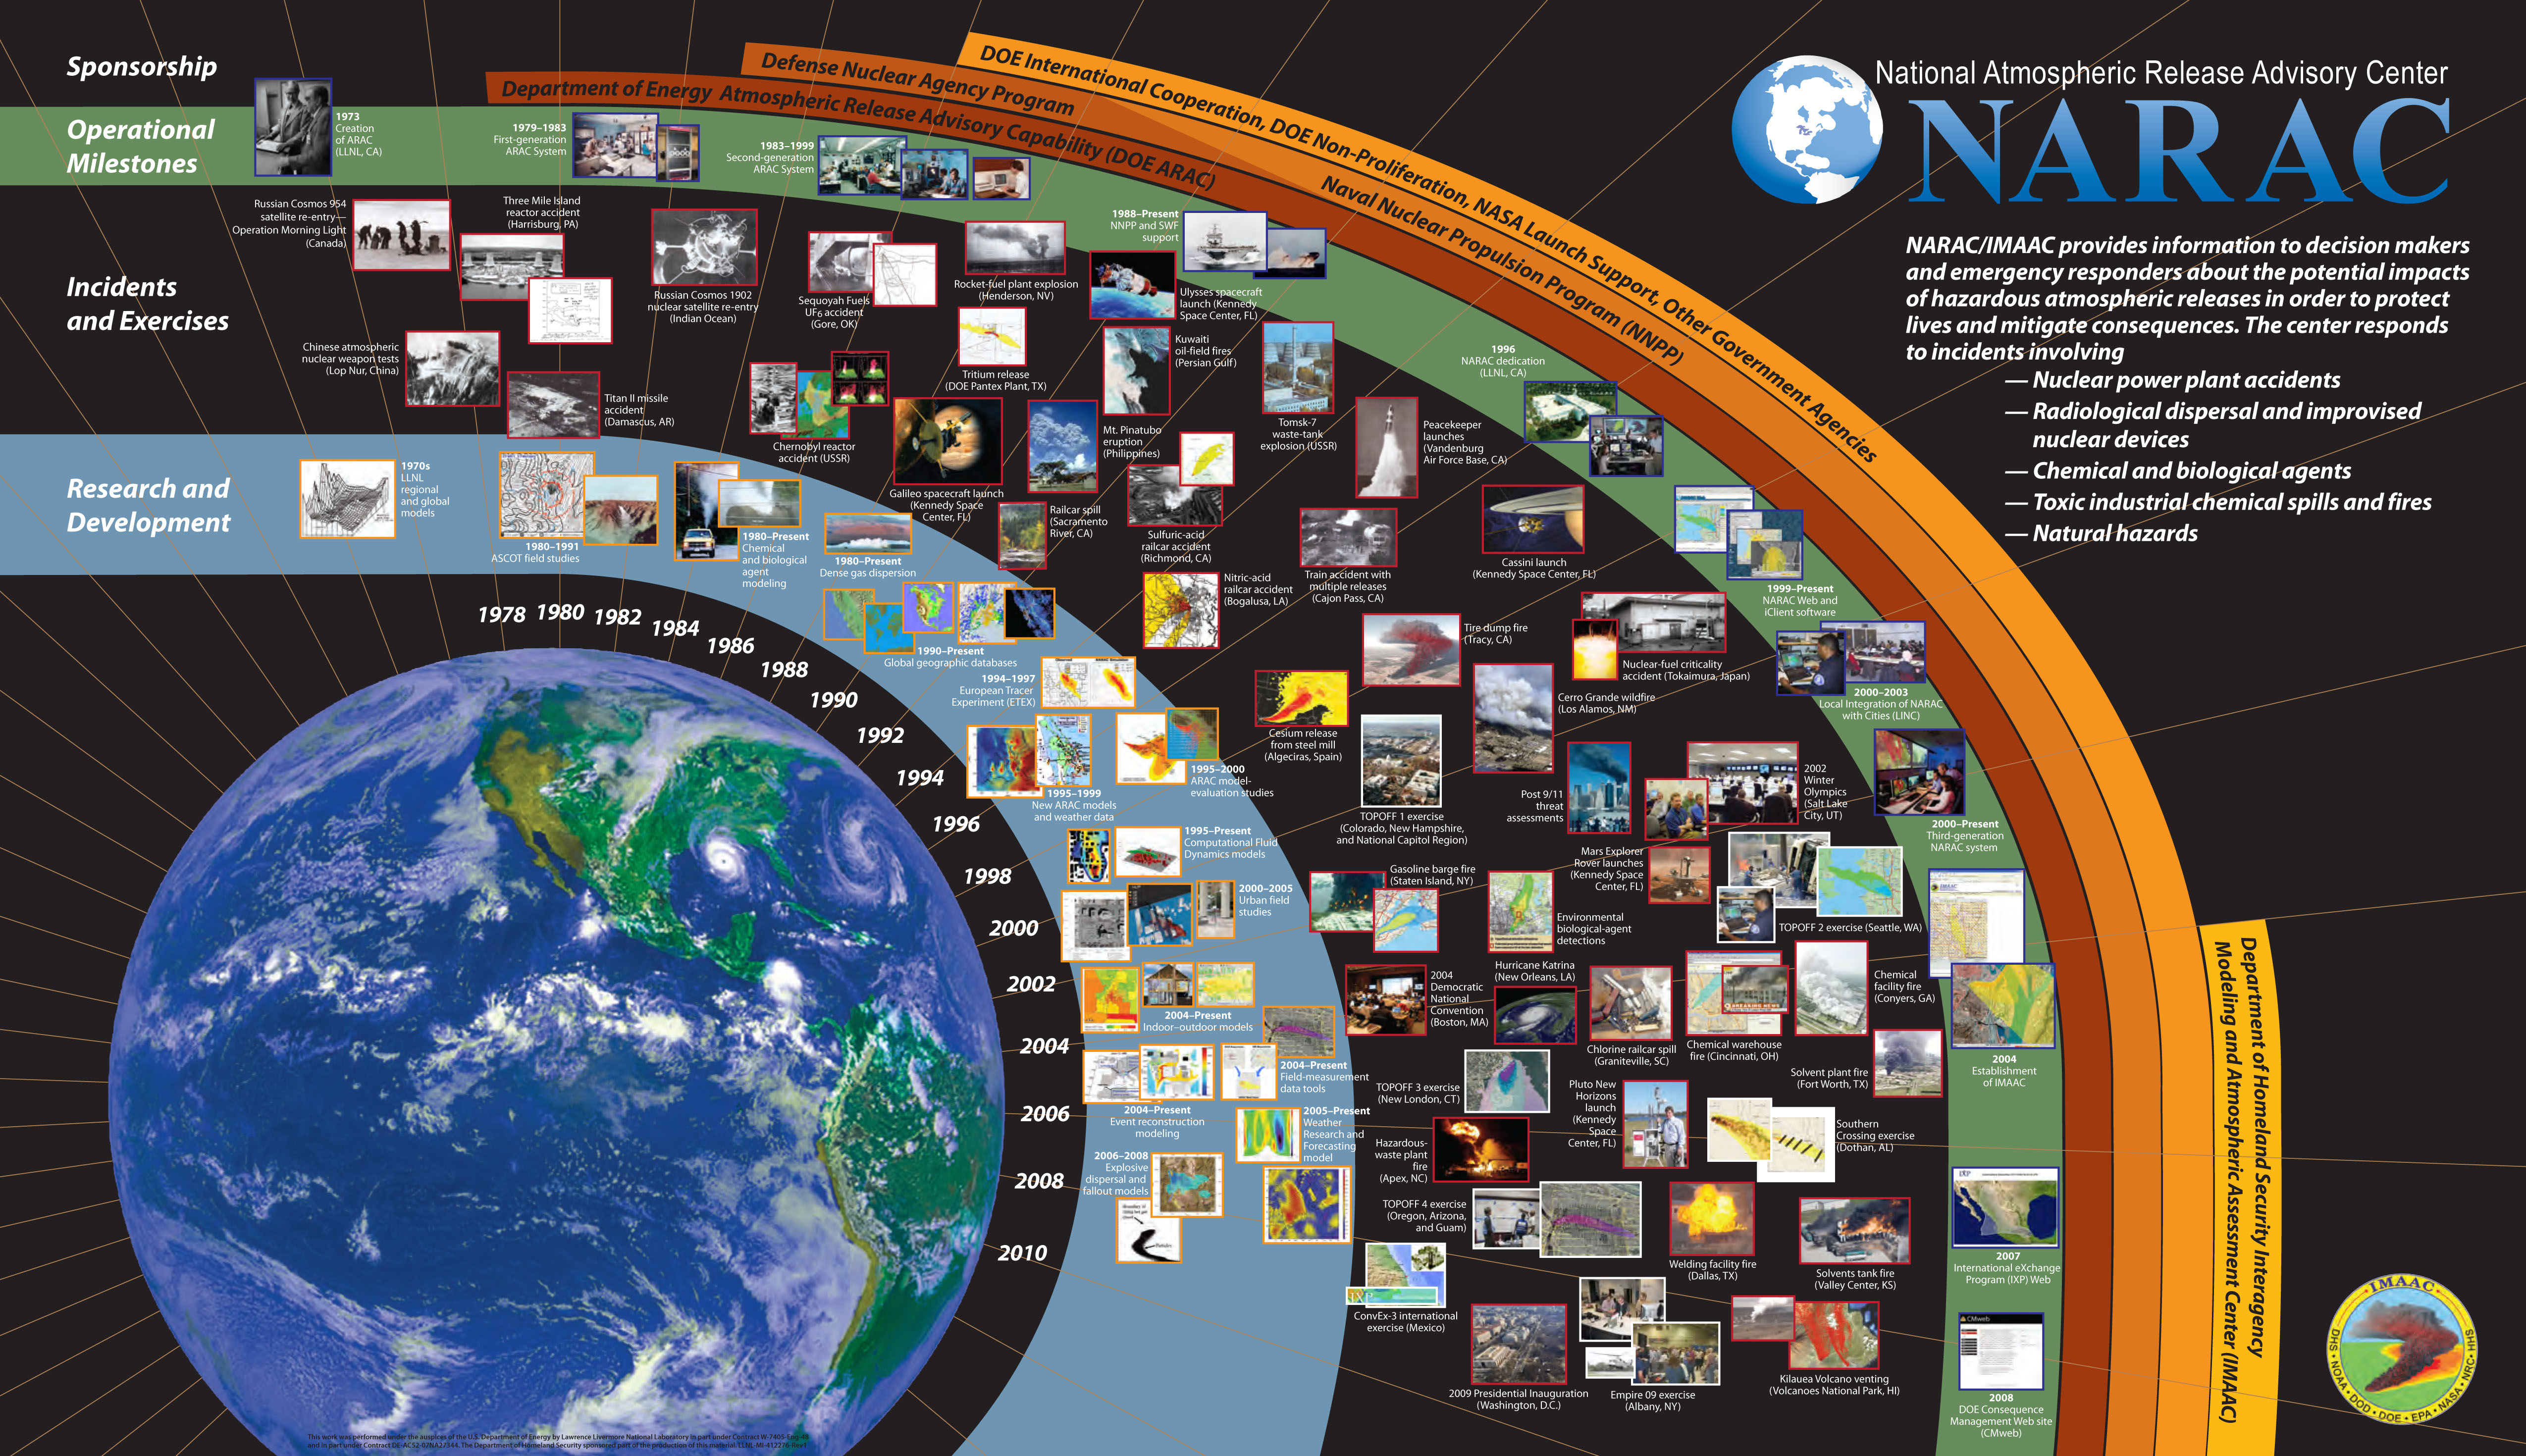 Sponsorship
Operational
Milestones
Incidents
and Exercises
Research and
Development
Department of Energy Atmospheric Release Advisory Capability (DOE ARAC)
Defense Nuclear Agency Program
DOE International Cooperation, DOE Non-Proliferation, NASA Launch Support, Other Government Agencies
Naval Nuclear Propulsion Program (NNPP)
Department of Homeland Security Interagency
Modeling and Atmospheric Assessment Center (IMAAC)
National Atmospheric Release Advisory Center
NARAC
NARAC/IMAAC provides information to decision makers
and emergency responders about the potential impacts
of hazardous atmospheric releases in order to protect
lives and mitigate consequences. The center responds
to incidents involving
— Nuclear power plant accidents
— Radiological dispersal and improvised
nuclear devices
— Chemical and biological agents
— Toxic industrial chemical spills and fires
— Natural hazards
1973
Creation
of ARAC
(LLNL, CA)
1979–1983
First-generation
ARAC System
1983–1999
Second-generation
ARAC System
1988–Present
NNPP and SWF
support
1996
NARAC dedication
(LLNL, CA)
1999–Present
NARAC Web and
iClient software
2000–2003
Local Integration of NARAC
with Cities (LINC)
2000–Present
Third-generation
NARAC system
2004
Establishment
of IMAAC
2007
International eXchange
Program (IXP) Web
2008
DOE Consequence
Management Web site
(CMweb)
Russian Cosmos 954
satellite re-entry—
Operation Morning Light
(Canada)
Three Mile Island
reactor accident
(Harrisburg, PA)
Russian Cosmos 1902
nuclear satellite re-entry
(Indian Ocean)
Sequoyah Fuels
UF6 accident
(Gore, OK)
Rocket-fuel plant explosion
(Henderson, NV)
Ulysses spacecraft
launch (Kennedy
Space Center, FL)
Chinese atmospheric
nuclear weapon tests
(Lop Nur, China)
Titan II missile
accident
(Damascus, AR)
Chernobyl reactor
accident (USSR)
Tritium release
(DOE Pantex Plant, TX)
Kuwaiti
oil-field fires
(Persian Gulf)
Galileo spacecraft launch
(Kennedy Space
Center, FL)
Mt. Pinatubo
eruption
(Philippines)
Tomsk-7
waste-tank
explosion (USSR)
Peacekeeper
launches
(Vandenburg
Air Force Base, CA)
Railcar spill
(Sacramento
River, CA)
Sulfuric-acid
railcar accident
(Richmond, CA)
Train accident with
multiple releases
(Cajon Pass, CA)
Cassini launch
(Kennedy Space Center, FL)
Nitric-acid
railcar accident
(Bogalusa, LA)
Tire dump fire
(Tracy, CA)
Nuclear-fuel criticality
accident (Tokaimura, Japan)
Cesium release
from steel mill
(Algeciras, Spain)
Cerro Grande wildfire
(Los Alamos, NM)
TOPOFF 1 exercise
(Colorado, New Hampshire,
and National Capitol Region)
Post 9/11
threat
assessments
2002
Winter
Olympics
(Salt Lake
City, UT)
Mars Explorer
Rover launches
(Kennedy Space
Center, FL)
Gasoline barge fire
(Staten Island, NY)
Environmental
biological-agent
detections
TOPOFF 2 exercise (Seattle, WA)
2004
Democratic
National
Convention
(Boston, MA)
Hurricane Katrina
(New Orleans, LA)
Chlorine railcar spill
(Graniteville, SC)
BREAKING NEWS
Chemical warehouse
fire (Cincinnati, OH)
Chemical
facility fire
(Conyers, GA)
Solvent plant fire
(Fort Worth, TX)
TOPOFF 3 exercise
(New London, CT)
Pluto New
Horizons
launch
(Kennedy
Space
Center, FL)
Southern
Crossing exercise
(Dothan, AL)
Hazardous-
waste plant
fire
(Apex, NC)
TOPOFF 4 exercise
(Oregon, Arizona,
and Guam)
Welding facility fire
(Dallas, TX)
Solvents tank fire
(Valley Center, KS)
IXP
ConvEx-3 international
exercise (Mexico)
2009 Presidential Inauguration
(Washington, D.C.)
Empire 09 exercise
(Albany, NY)
Kilauea Volcano venting
(Volcanoes National Park, HI)
1970s
LLNL
regional
and global
models
1980–1991
ASCOT field studies
1980–Present
Chemical
and biological
agent
modeling
1980–Present
Dense gas dispersion
1990–Present
Global geographic databases
1994–1997
European Tracer
Experiment (ETEX)
1995–1999
New ARAC models
and weather data
1995–2000
ARAC model-
evaluation studies
1995–Present
Computational Fluid
Dynamics models
2000–2005
Urban field
studies
2004–Present
Indoor–outdoor models
2004–Present
Field-measurement
data tools
2004–Present
Event reconstruction
modeling
2005–Present
Weather
Research and
Forecasting
model
2006–2008
Explosive
dispersal and
fallout models
1978
1980
1982
1984
1986
1988
1990
1992
1994
1996
1998
2000
2002
2004
2006
2008
2010
CMweb
IMAAC
DHS • NOAA • DOD • DOE • EPA • NASA • NRC • HHS
This work was performed under the auspices of the U.S. Department of Energy by Lawrence Livermore National Laboratory in part under Contract W-7405-Eng-48
and in part under Contract DE-AC52-07NA27344. The Department of Homeland Security sponsored part of the production of this material. LLNL-MI-412278-Rev1